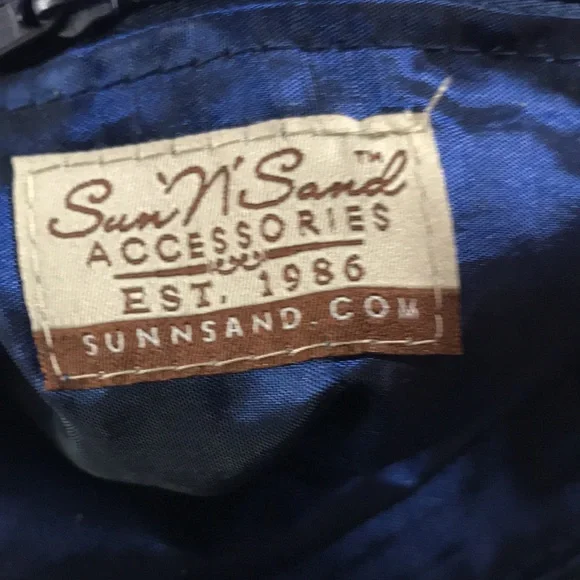 Sun 'N' Sand™
ACCESSORIES
EST. 1986
SUNNSAND.COM